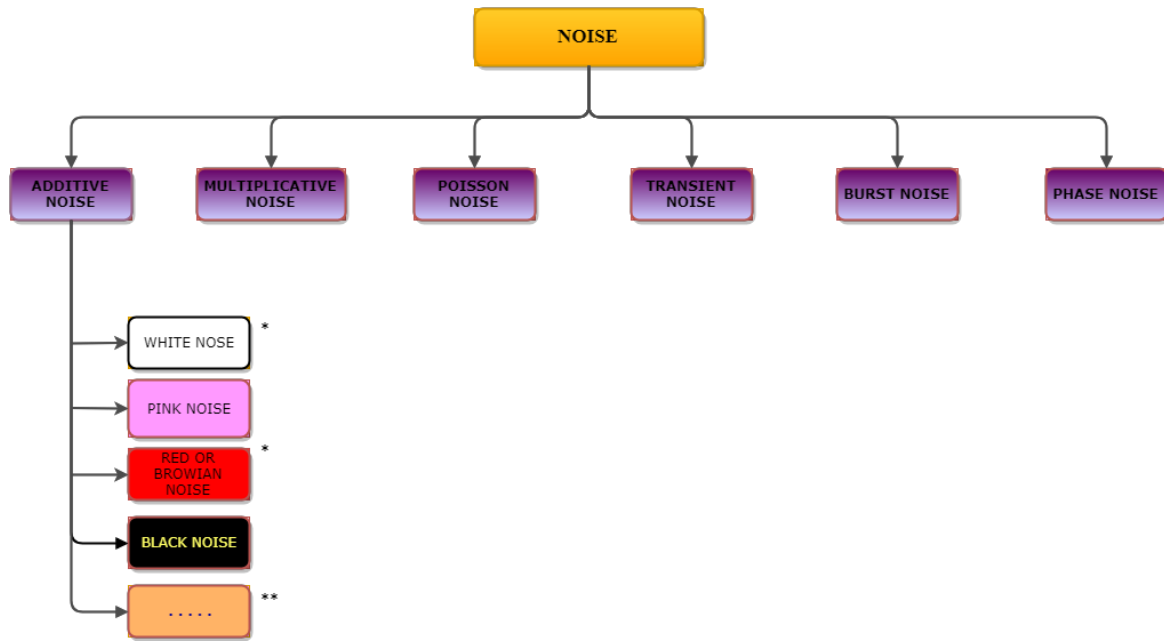 NOISE
ADDITIVE
NOISE
MULTIPLICATIVE
NOISE
POISSON
NOISE
TRANSIENT
NOISE
BURST NOISE
PHASE NOISE
WHITE NOSE
*
PINK NOISE
RED OR
BROWIAN
NOISE
*
BLACK NOISE
.....
**